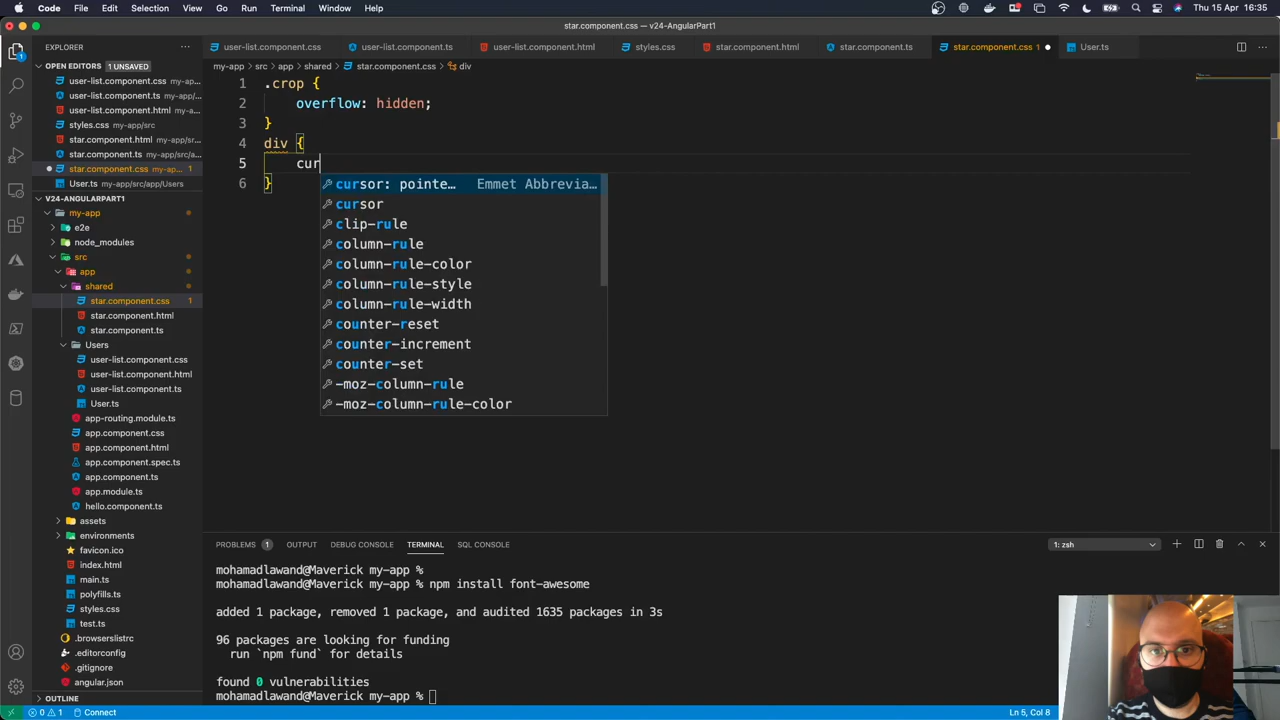 Code File Edit Selection View Go Run Terminal Window Help
Thu 15 Apr 16:35
star.component.css — v24-AngularPart1
EXPLORER
OPEN EDITORS 1 UNSAVED
user-list.component.css my-ap...
user-list.component.ts my-app/...
user-list.component.html my-a...
styles.css my-app/src
star.component.html my-app/sr...
star.component.ts my-app/src/a...
star.component.css my-ap... 1
User.ts my-app/src/app/Users
V24-ANGULARPART1
my-app
e2e
node_modules
src
app
shared
star.component.css 1
star.component.html
star.component.ts
Users
user-list.component.css
user-list.component.html
user-list.component.ts
User.ts
app-routing.module.ts
app.component.css
app.component.html
app.component.spec.ts
app.component.ts
app.module.ts
hello.component.ts
assets
environments
favicon.ico
index.html
main.ts
polyfills.ts
styles.css
test.ts
.browserslistrc
.editorconfig
.gitignore
angular.json
OUTLINE
user-list.component.css user-list.component.ts user-list.component.html styles.css star.component.html star.component.ts star.component.css 1 User.ts
my-app > src > app > shared > star.component.css > div
1 .crop {
2 overflow: hidden;
3 }
4 div {
5 cur
6 }
cursor: pointe… Emmet Abbrevia…
cursor
clip-rule
column-rule
column-rule-color
column-rule-style
column-rule-width
counter-reset
counter-increment
counter-set
-moz-column-rule
-moz-column-rule-color
PROBLEMS 1 OUTPUT DEBUG CONSOLE TERMINAL SQL CONSOLE
1: zsh
mohamadlawand@Maverick my-app %
mohamadlawand@Maverick my-app % npm install font-awesome
added 1 package, removed 1 package, and audited 1635 packages in 3s
96 packages are looking for funding
run `npm fund` for details
found 0 vulnerabilities
mohamadlawand@Maverick my-app %
0 1 Connect
Ln 5, Col 8